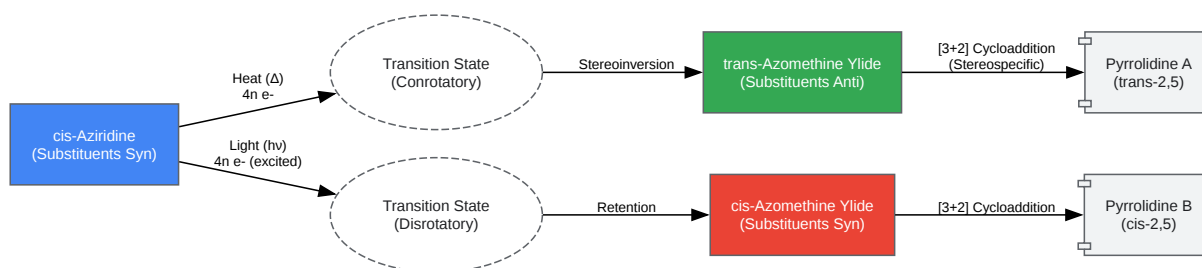 cis-Aziridine
(Substituents Syn)
Heat (Δ)
4n e-
Light (hν)
4n e- (excited)
Transition State
(Conrotatory)
Stereoinversion
trans-Azomethine Ylide
(Substituents Anti)
[3+2] Cycloaddition
(Stereospecific)
Pyrrolidine A
(trans-2,5)
Transition State
(Disrotatory)
Retention
cis-Azomethine Ylide
(Substituents Syn)
[3+2] Cycloaddition
Pyrrolidine B
(cis-2,5)